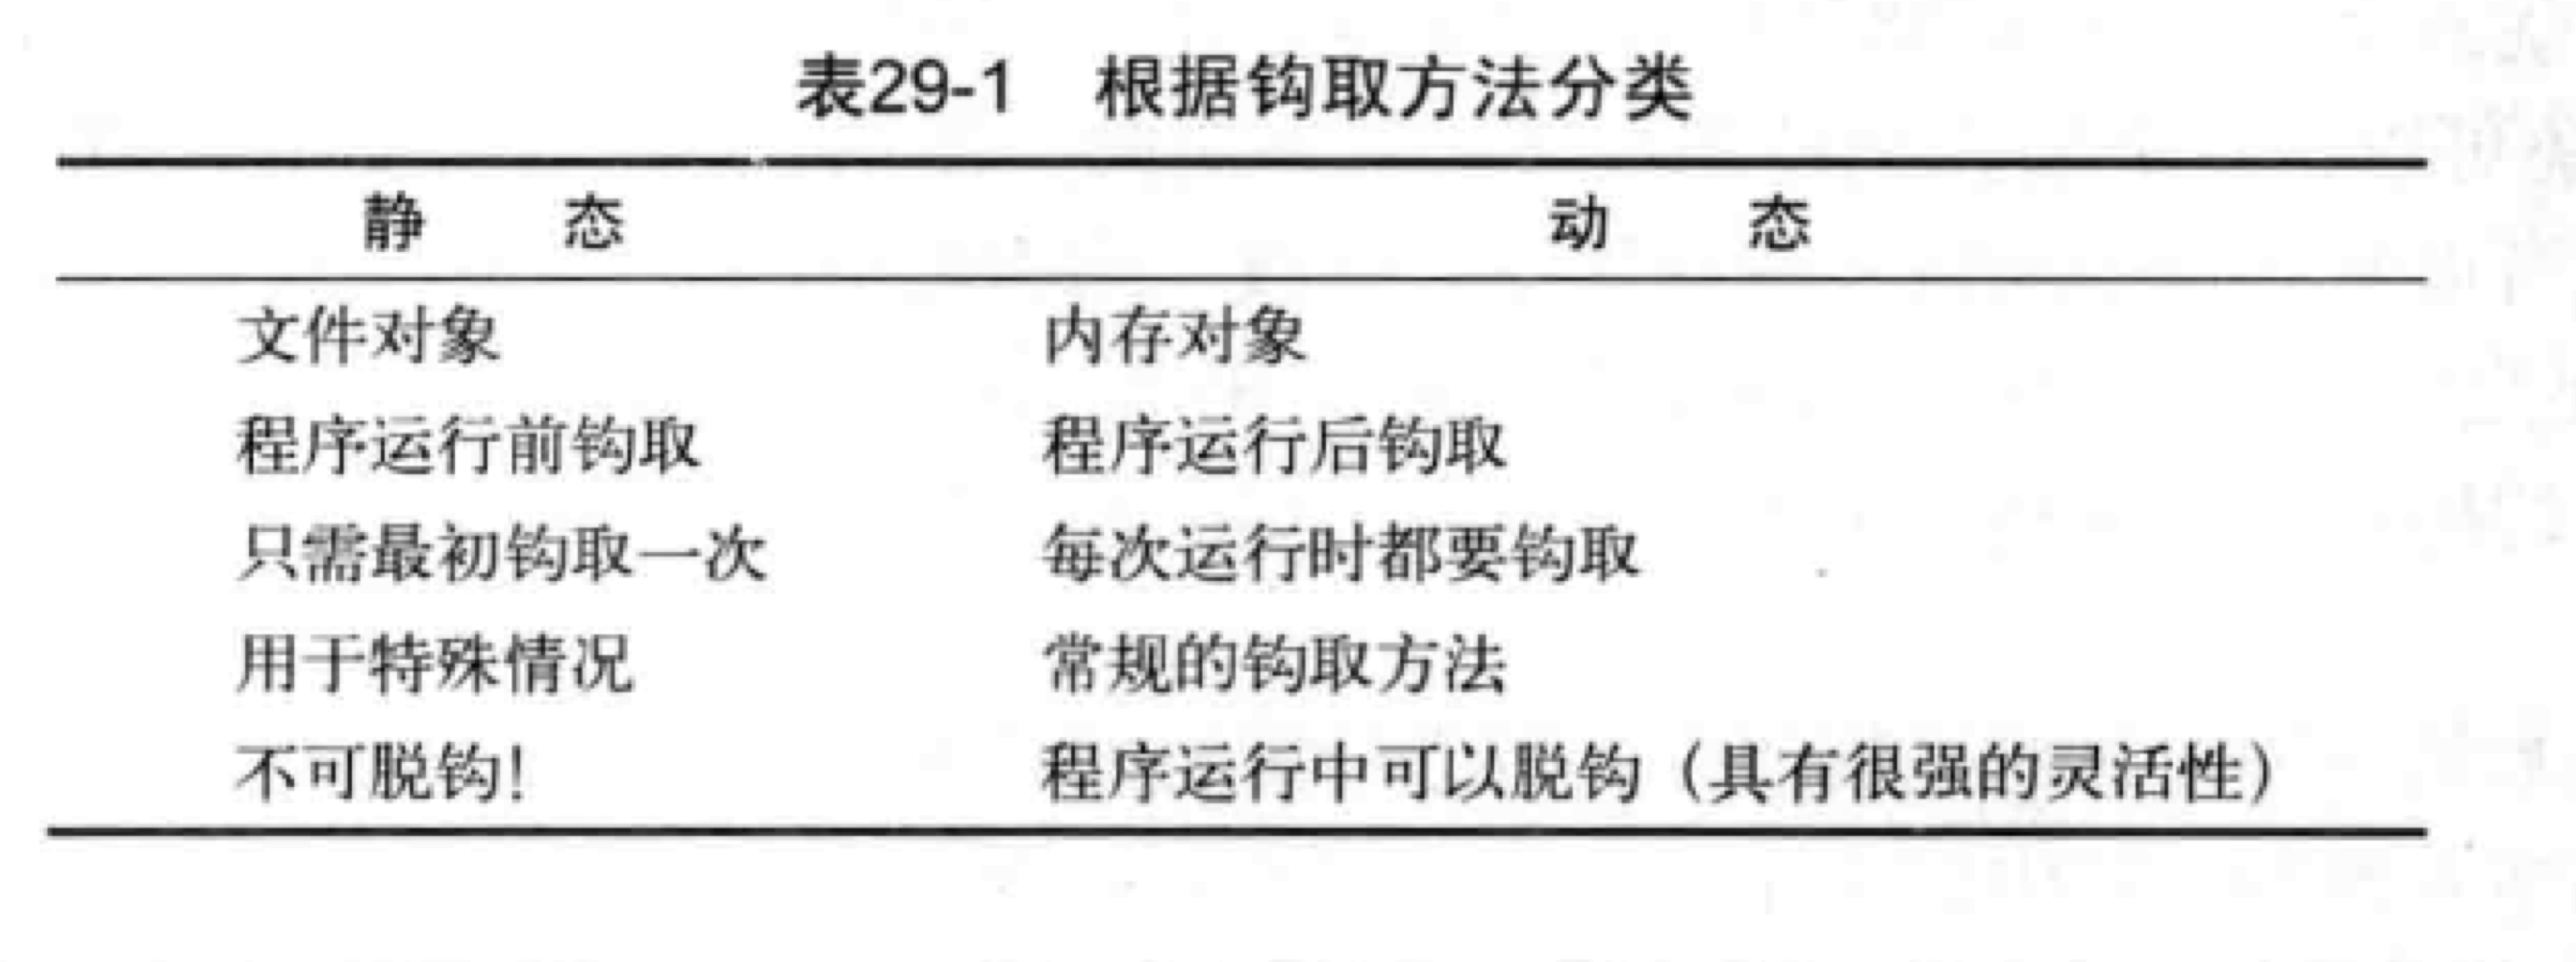 表29-1 根据钩取方法分类
静 态 动 态
文件对象 内存对象
程序运行前钩取 程序运行后钩取
只需最初钩取一次 每次运行时都要钩取
用于特殊情况 常规的钩取方法
不可脱钩! 程序运行中可以脱钩（具有很强的灵活性）